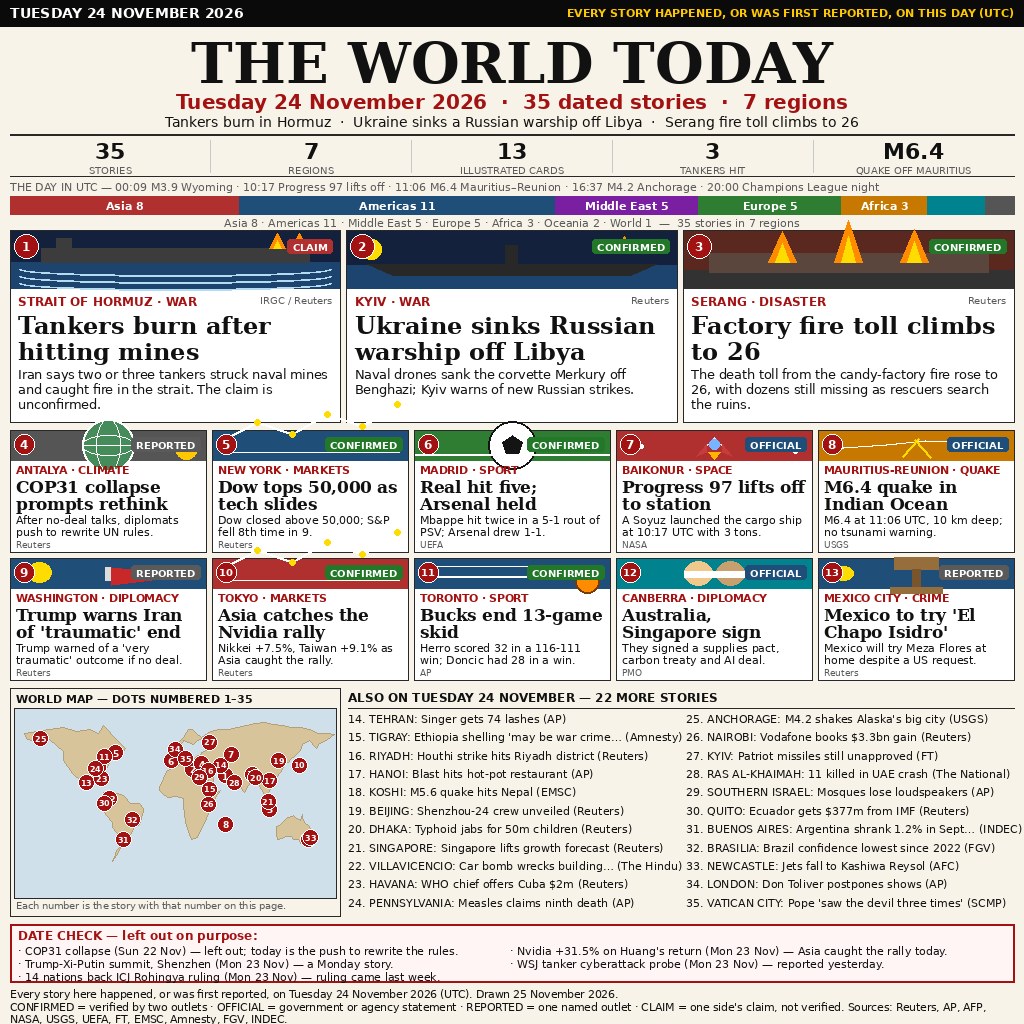 TUESDAY 24 NOVEMBER 2026
EVERY STORY HAPPENED, OR WAS FIRST REPORTED, ON THIS DAY (UTC)
THE WORLD TODAY
Tuesday 24 November 2026 · 35 dated stories · 7 regions
Tankers burn in Hormuz · Ukraine sinks a Russian warship off Libya · Serang fire toll climbs to 26
35
STORIES
7
REGIONS
13
ILLUSTRATED CARDS
3
TANKERS HIT
M6.4
QUAKE OFF MAURITIUS
THE DAY IN UTC — 00:09 M3.9 Wyoming · 10:17 Progress 97 lifts off · 11:06 M6.4 Mauritius–Reunion · 16:37 M4.2 Anchorage · 20:00 Champions League night
Asia 8
Americas 11
Middle East 5
Europe 5
Africa 3
Asia 8 · Americas 11 · Middle East 5 · Europe 5 · Africa 3 · Oceania 2 · World 1 — 35 stories in 7 regions
1
CLAIM
STRAIT OF HORMUZ · WAR
IRGC / Reuters
Tankers burn after
hitting mines
Iran says two or three tankers struck naval mines
and caught fire in the strait. The claim is
unconfirmed.
2
CONFIRMED
KYIV · WAR
Reuters
Ukraine sinks Russian
warship off Libya
Naval drones sank the corvette Merkury off
Benghazi; Kyiv warns of new Russian strikes.
3
CONFIRMED
SERANG · DISASTER
Reuters
Factory fire toll climbs
to 26
The death toll from the candy-factory fire rose to
26, with dozens still missing as rescuers search
the ruins.
4
REPORTED
ANTALYA · CLIMATE
COP31 collapse
prompts rethink
After no-deal talks, diplomats
push to rewrite UN rules.
Reuters
5
CONFIRMED
NEW YORK · MARKETS
Dow tops 50,000 as
tech slides
Dow closed above 50,000; S&P
fell 8th time in 9.
Reuters
6
CONFIRMED
MADRID · SPORT
Real hit five;
Arsenal held
Mbappe hit twice in a 5-1 rout of
PSV; Arsenal drew 1-1.
UEFA
7
OFFICIAL
BAIKONUR · SPACE
Progress 97 lifts off
to station
A Soyuz launched the cargo ship
at 10:17 UTC with 3 tons.
NASA
8
OFFICIAL
MAURITIUS-REUNION · QUAKE
M6.4 quake in
Indian Ocean
M6.4 at 11:06 UTC, 10 km deep;
no tsunami warning.
USGS
9
REPORTED
WASHINGTON · DIPLOMACY
Trump warns Iran
of 'traumatic' end
Trump warned of a 'very
traumatic' outcome if no deal.
Reuters
10
CONFIRMED
TOKYO · MARKETS
Asia catches the
Nvidia rally
Nikkei +7.5%, Taiwan +9.1% as
Asia caught the rally.
Reuters
11
CONFIRMED
TORONTO · SPORT
Bucks end 13-game
skid
Herro scored 32 in a 116-111
win; Doncic had 28 in a win.
AP
12
OFFICIAL
CANBERRA · DIPLOMACY
Australia,
Singapore sign
They signed a supplies pact,
carbon treaty and AI deal.
PMO
13
REPORTED
MEXICO CITY · CRIME
Mexico to try 'El
Chapo Isidro'
Mexico will try Meza Flores at
home despite a US request.
Reuters
WORLD MAP — DOTS NUMBERED 1–35
25
34
27
11
5
6
35
7
24
23
13
14
19
10
29
16
28
20
17
15
30
26
21
32
8
31
33
Each number is the story with that number on this page.
ALSO ON TUESDAY 24 NOVEMBER — 22 MORE STORIES
14. TEHRAN: Singer gets 74 lashes (AP)
15. TIGRAY: Ethiopia shelling 'may be war crime... (Amnesty)
16. RIYADH: Houthi strike hits Riyadh district (Reuters)
17. HANOI: Blast hits hot-pot restaurant (AP)
18. KOSHI: M5.6 quake hits Nepal (EMSC)
19. BEIJING: Shenzhou-24 crew unveiled (Reuters)
20. DHAKA: Typhoid jabs for 50m children (Reuters)
21. SINGAPORE: Singapore lifts growth forecast (Reuters)
22. VILLAVICENCIO: Car bomb wrecks building... (The Hindu)
23. HAVANA: WHO chief offers Cuba $2m (Reuters)
24. PENNSYLVANIA: Measles claims ninth death (AP)
25. ANCHORAGE: M4.2 shakes Alaska's big city (USGS)
26. NAIROBI: Vodafone books $3.3bn gain (Reuters)
27. KYIV: Patriot missiles still unapproved (FT)
28. RAS AL-KHAIMAH: 11 killed in UAE crash (The National)
29. SOUTHERN ISRAEL: Mosques lose loudspeakers (AP)
30. QUITO: Ecuador gets $377m from IMF (Reuters)
31. BUENOS AIRES: Argentina shrank 1.2% in Sept... (INDEC)
32. BRASILIA: Brazil confidence lowest since 2022 (FGV)
33. NEWCASTLE: Jets fall to Kashiwa Reysol (AFC)
34. LONDON: Don Toliver postpones shows (AP)
35. VATICAN CITY: Pope 'saw the devil three times' (SCMP)
DATE CHECK — left out on purpose:
· COP31 collapse (Sun 22 Nov) — left out; today is the push to rewrite the rules.
· Trump-Xi-Putin summit, Shenzhen (Mon 23 Nov) — a Monday story.
· 14 nations back ICJ Rohingya ruling (Mon 23 Nov) — ruling came last week.
· Nvidia +31.5% on Huang's return (Mon 23 Nov) — Asia caught the rally today.
· WSJ tanker cyberattack probe (Mon 23 Nov) — reported yesterday.
Every story here happened, or was first reported, on Tuesday 24 November 2026 (UTC). Drawn 25 November 2026.
CONFIRMED = verified by two outlets · OFFICIAL = government or agency statement · REPORTED = one named outlet · CLAIM = one side's claim, not verified. Sources: Reuters, AP, AFP,
NASA, USGS, UEFA, FT, EMSC, Amnesty, FGV, INDEC.